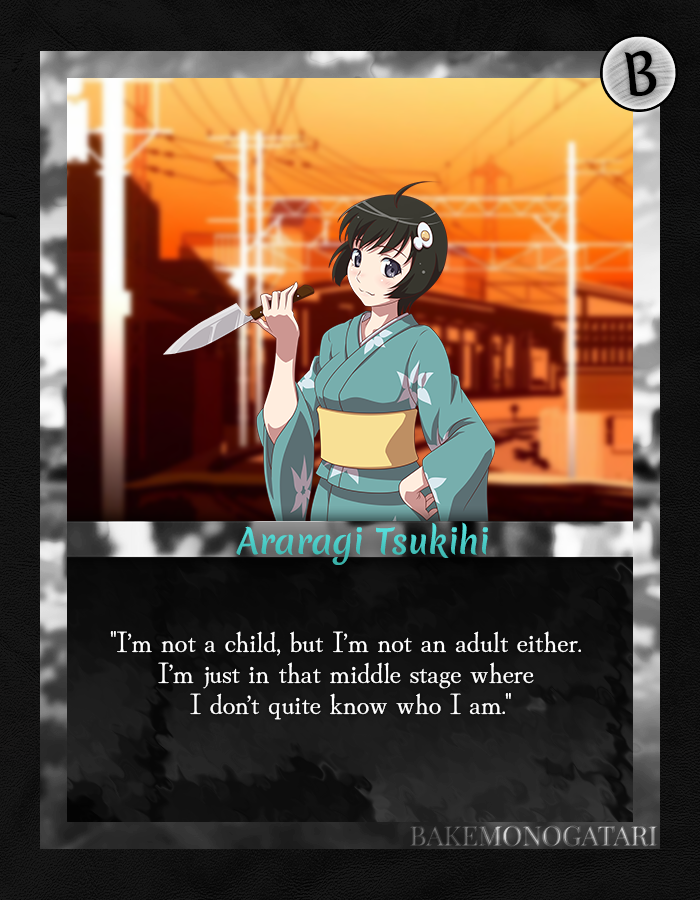 B
Araragi Tsukihi
"I'm not a child, but I'm not an adult either.
I'm just in that middle stage where
I don't quite know who I am."
BAKEMONOGATARI